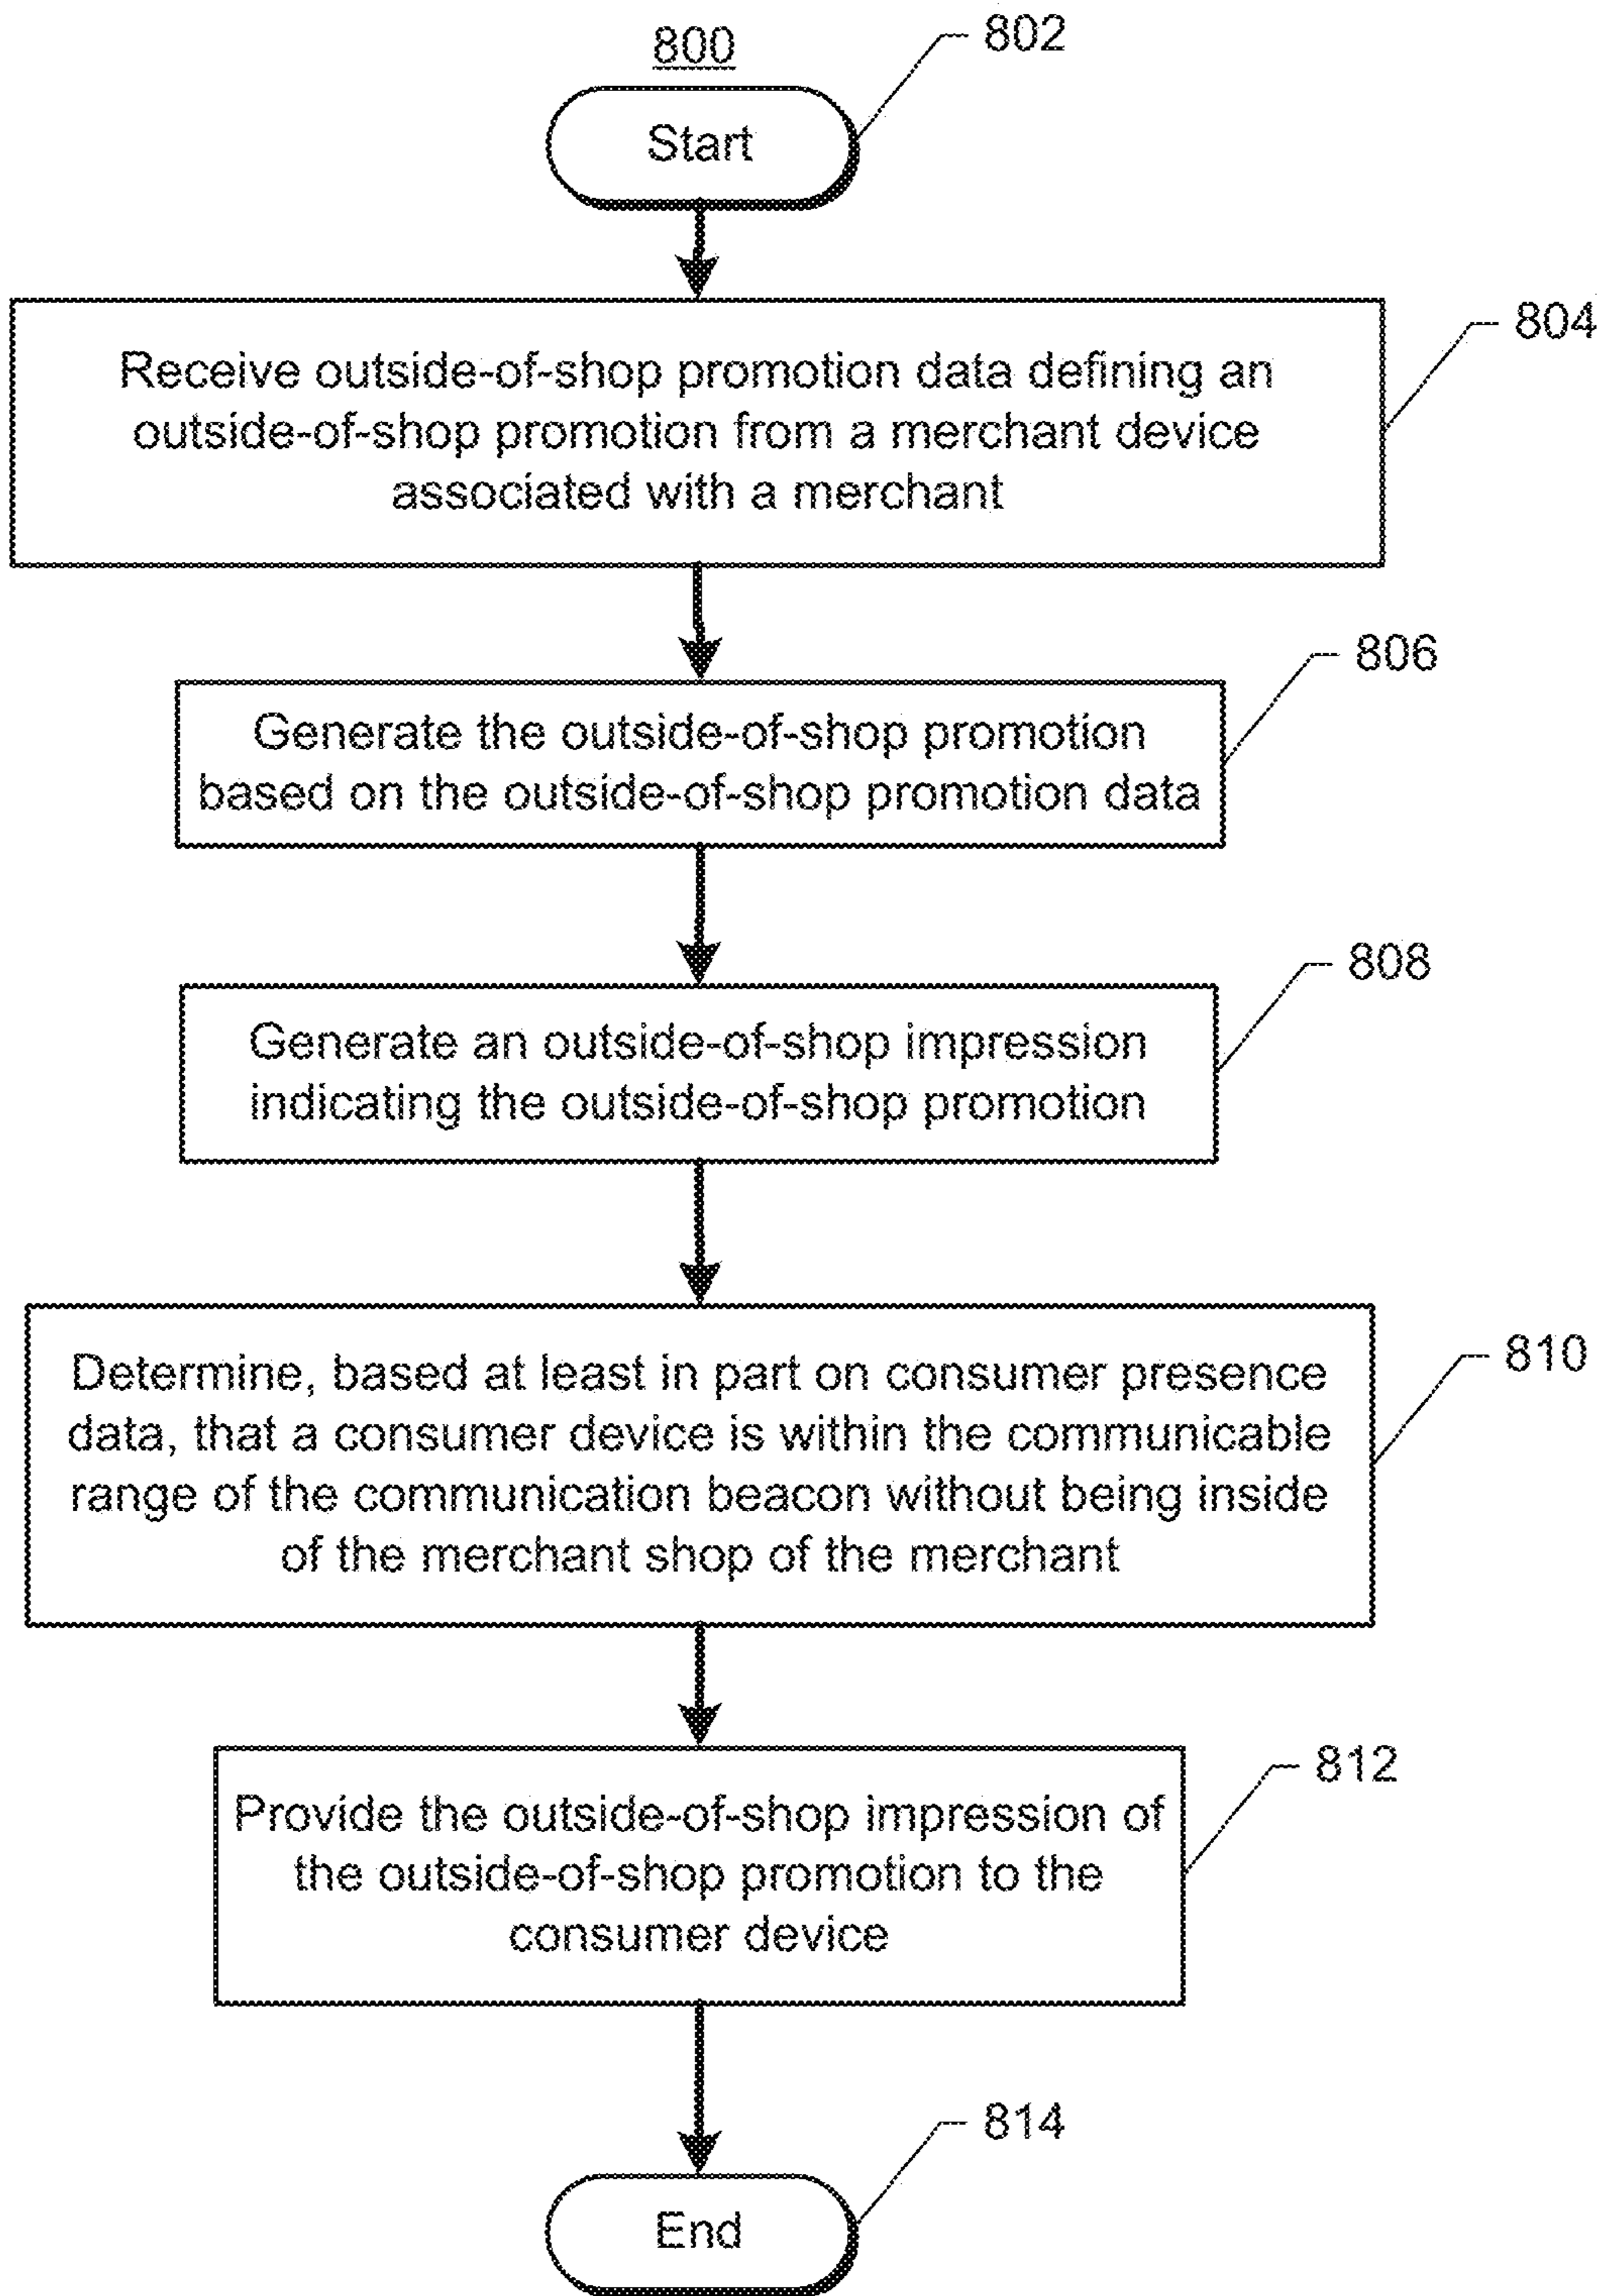 800
802
Start
804
Receive outside-of-shop promotion data defining an
outside-of-shop promotion from a merchant device
associated with a merchant
806
Generate the outside-of-shop promotion
based on the outside-of-shop promotion data
808
Generate an outside-of-shop impression
indicating the outside-of-shop promotion
810
Determine, based at least in part on consumer presence
data, that a consumer device is within the communicable
range of the communication beacon without being inside
of the merchant shop of the merchant
812
Provide the outside-of-shop impression of
the outside-of-shop promotion to the
consumer device
814
End